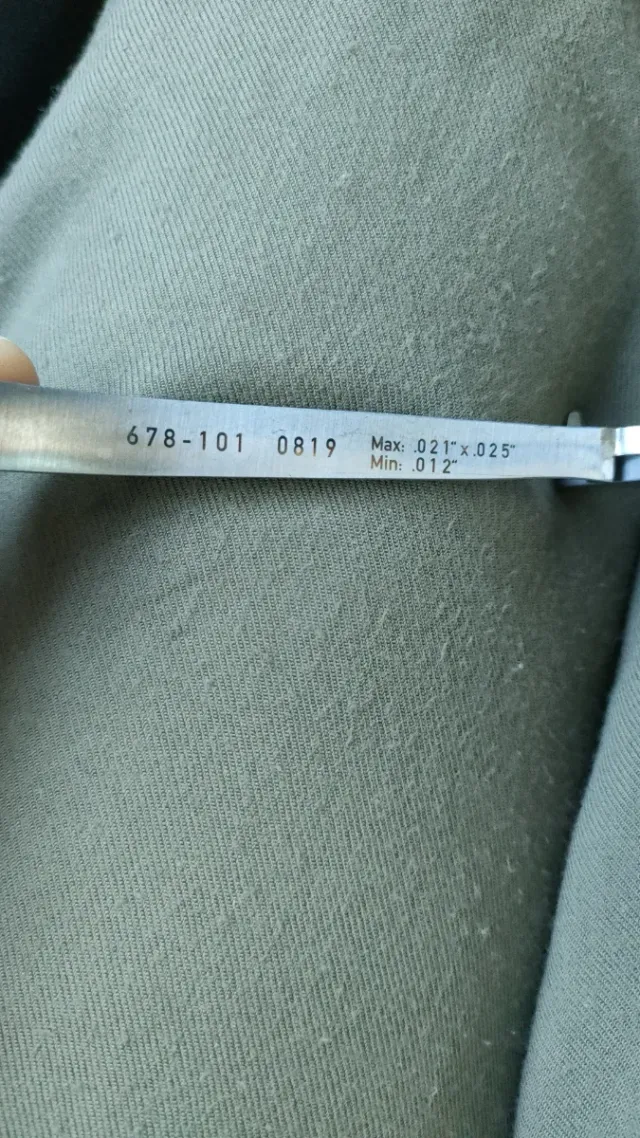 678-101 0819
Max: .021" x .025"
Min: .012"